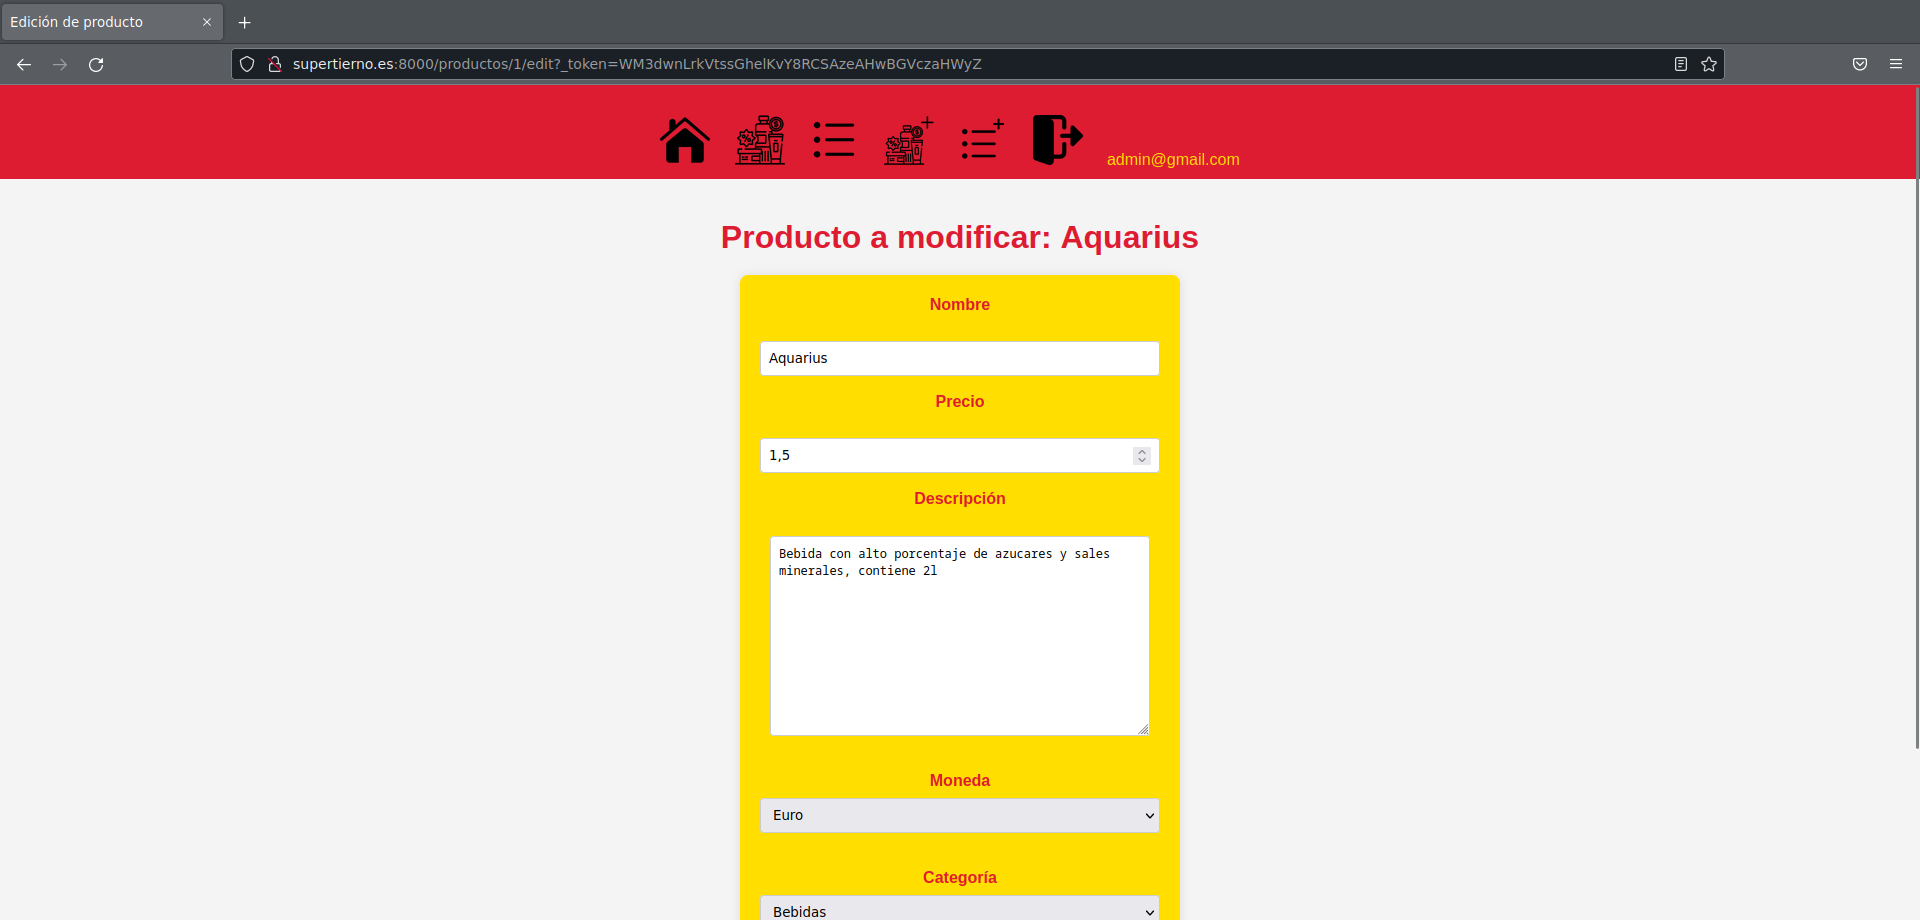 Edición de producto
supertierno.es:8000/productos/1/edit?_token=WM3dwnLrkVtssGhelKvY8RCSAzeAHwBGVczaHWyZ
admin@gmail.com
Producto a modificar: Aquarius
Nombre
Aquarius
Precio
1,5
Descripción
Bebida con alto porcentaje de azucares y sales
minerales, contiene 2l
Moneda
Euro
Categoría
Bebidas